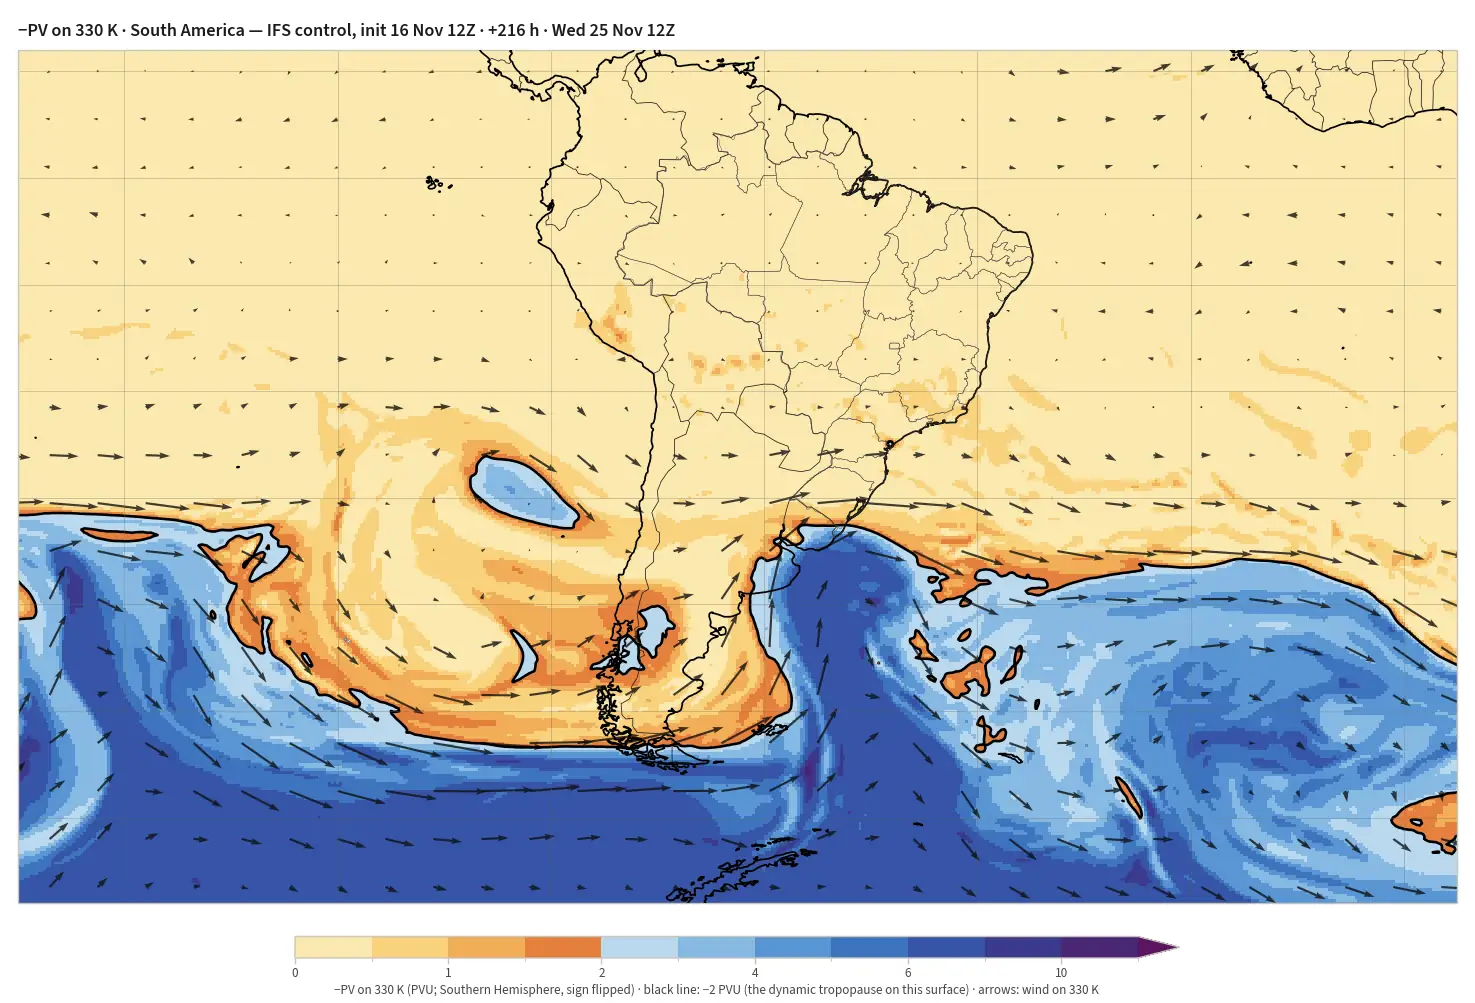 −PV on 330 K · South America — IFS control, init 16 Nov 12Z · +216 h · Wed 25 Nov 12Z
0 1 2 4 6 10
−PV on 330 K (PVU; Southern Hemisphere, sign flipped) · black line: −2 PVU (the dynamic tropopause on this surface) · arrows: wind on 330 K